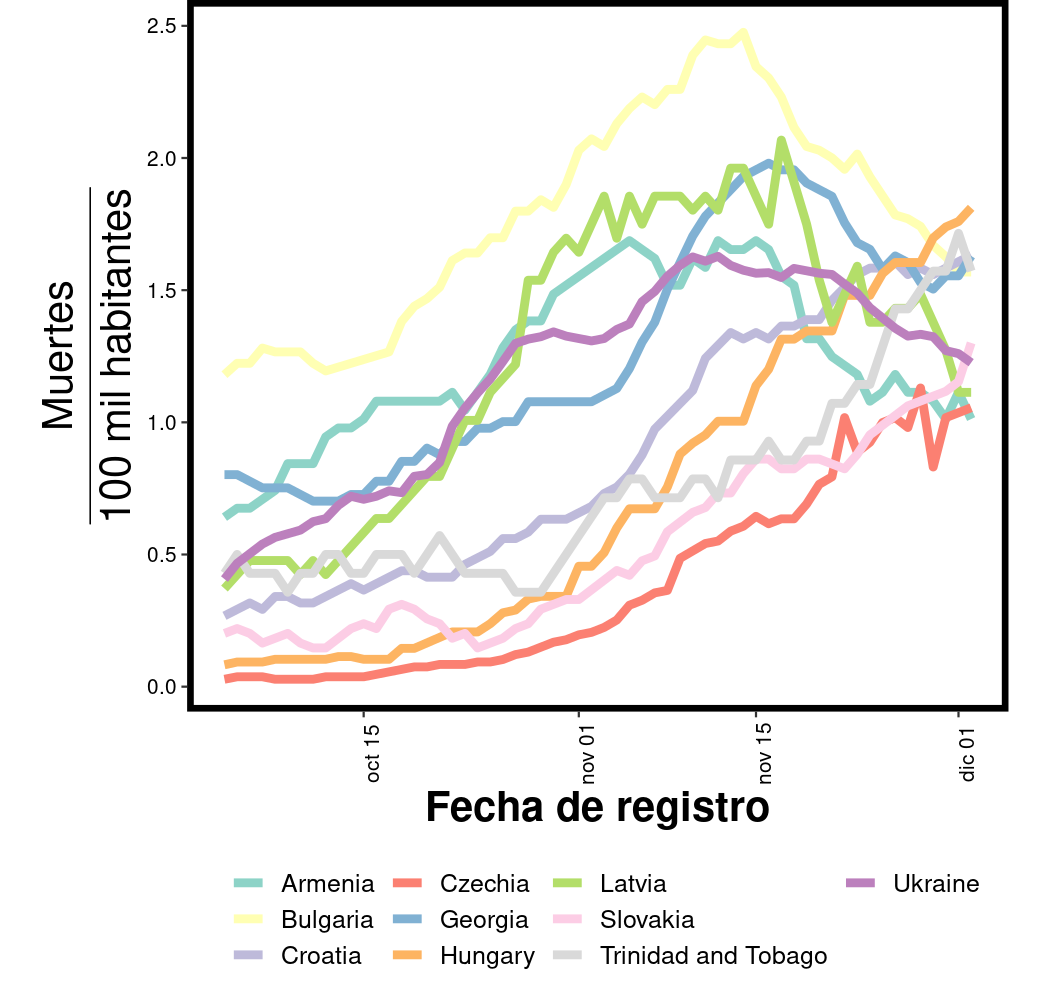 Muertes
100 mil habitantes
2.5
2.0
1.5
1.0
0.5
0.0
oct 15
nov 01
nov 15
dic 01
Fecha de registro
Armenia
Czechia
Latvia
Ukraine
Bulgaria
Georgia
Slovakia
Croatia
Hungary
Trinidad and Tobago